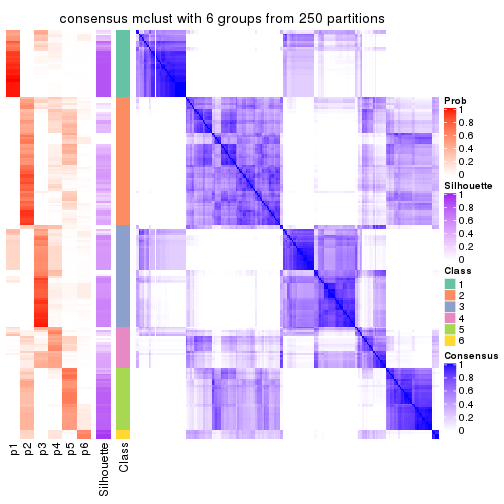 consensus mclust with 6 groups from 250 partitions
Prob
1
0.8
0.6
0.4
0.2
0
Silhouette
1
0.8
0.6
0.4
0.2
0
Class
1
2
3
4
5
6
Consensus
1
0.8
0.6
0.4
0.2
0
p1
p2
p3
p4
p5
p6
Silhouette
Class